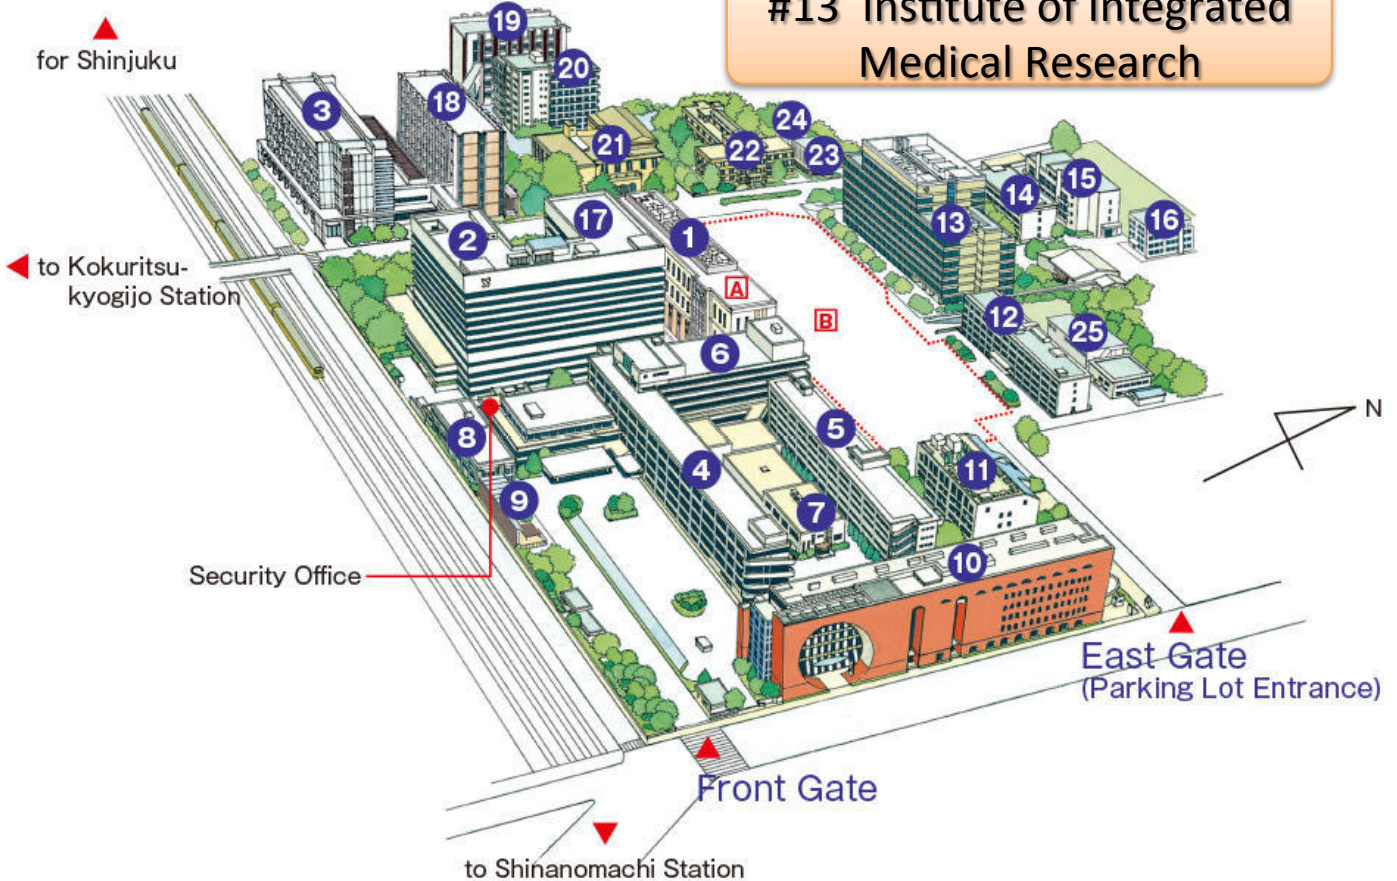 #13 Institute of Integrated
Medical Research
for Shinjuku
19
20
3
18
24
21
22
23
15
14
13
16
17
1
2
to Kokuritsu-
kyogijo Station
A
B
12
25
6
N
5
8
4
11
9
7
10
Security Office
East Gate
(Parking Lot Entrance)
Front Gate
to Shinanomachi Station